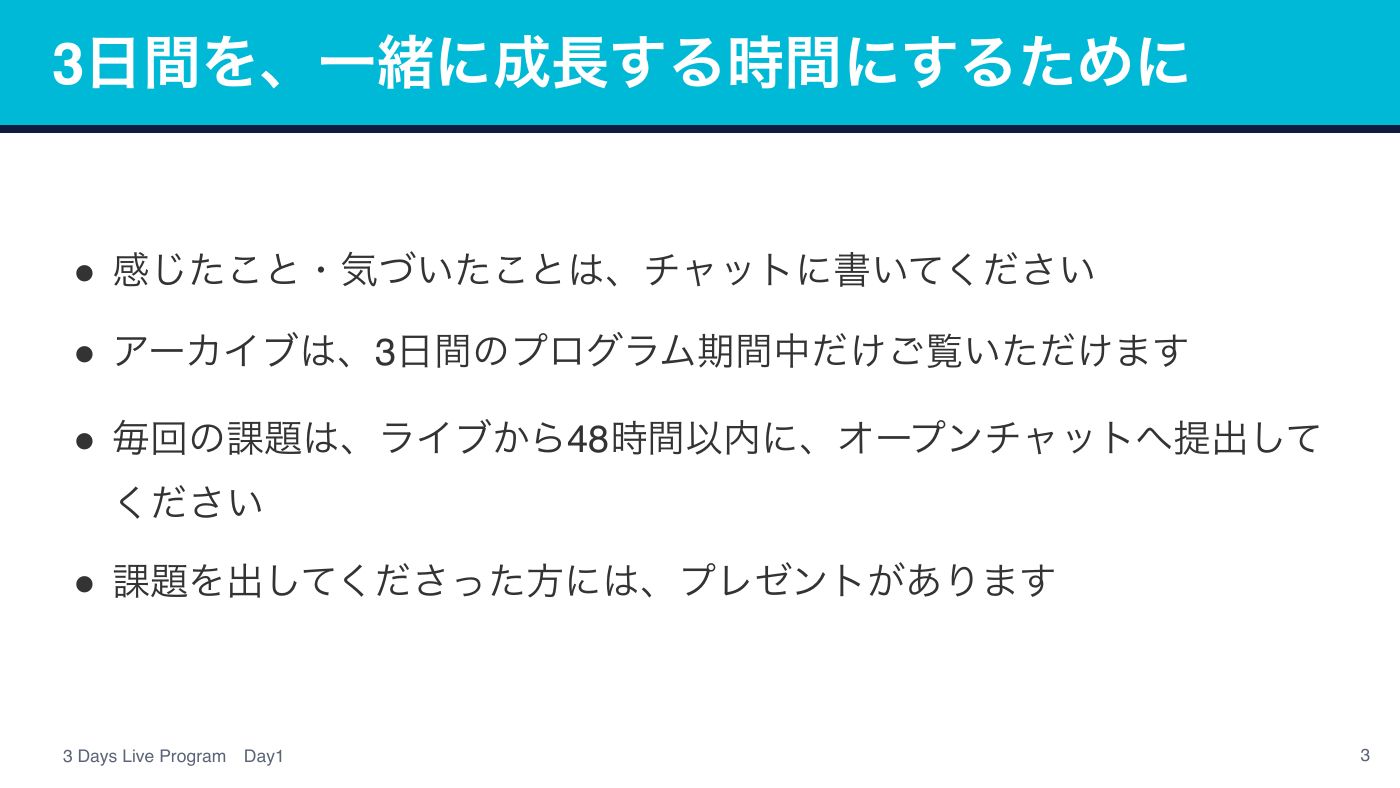 3日間を、一緒に成長する時間にするために
● 感じたこと・気づいたことは、チャットに書いてください
● アーカイブは、3日間のプログラム期間中だけご覧いただけます
● 毎回の課題は、ライブから48時間以内に、オープンチャットへ提出して
ください
● 課題を出してくださった方には、プレゼントがあります
3 Days Live Program　Day1
3